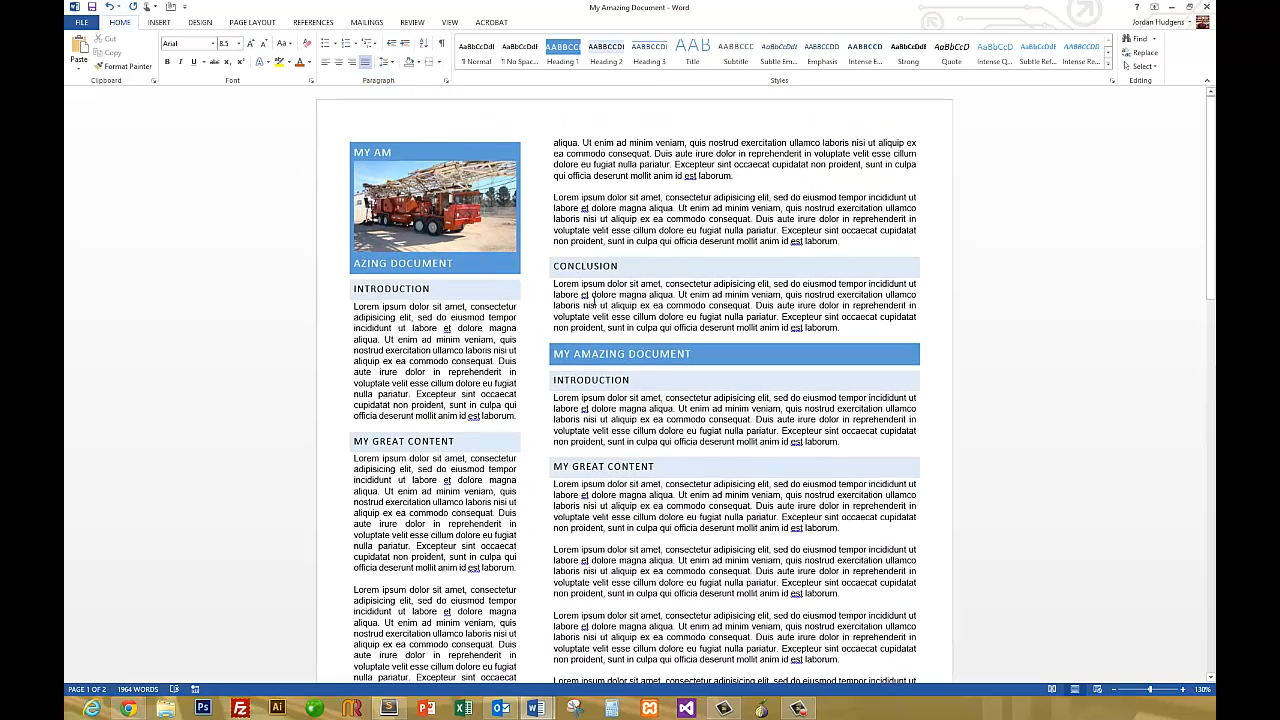 My Amazing Document - Word
FILE HOME INSERT DESIGN PAGE LAYOUT REFERENCES MAILINGS REVIEW VIEW ACROBAT
Jordan Hudgens
Paste
Cut
Copy
Format Painter
Arial 8.5
AaBbCcDdI AaBbCcDdI AABBCCI AABBCCDI AABBCCDI AAB AABBCCC AaBbCcDdI AABBCCDI AABBCCDI AaBbCcDd AaBbCcD AaBbCcDd AaBbCcDdI AABBCCDI
¶ Normal ¶ No Spac... Heading 1 Heading 2 Heading 3 Title Subtitle Subtle Em... Emphasis Intense E... Strong Quote Intense Q... Subtle Ref... Intense Re...
Find
Replace
Select
Clipboard Font Paragraph Styles Editing
MY AM
AZING DOCUMENT
INTRODUCTION
Lorem ipsum dolor sit amet, consectetur
adipisicing elit, sed do eiusmod tempor
incididunt ut labore et dolore magna
aliqua. Ut enim ad minim veniam, quis
nostrud exercitation ullamco laboris nisi ut
aliquip ex ea commodo consequat. Duis
aute irure dolor in reprehenderit in
voluptate velit esse cillum dolore eu fugiat
nulla pariatur. Excepteur sint occaecat
cupidatat non proident, sunt in culpa qui
officia deserunt mollit anim id est laborum.
MY GREAT CONTENT
Lorem ipsum dolor sit amet, consectetur
adipisicing elit, sed do eiusmod tempor
incididunt ut labore et dolore magna
aliqua. Ut enim ad minim veniam, quis
nostrud exercitation ullamco laboris nisi ut
aliquip ex ea commodo consequat. Duis
aute irure dolor in reprehenderit in
voluptate velit esse cillum dolore eu fugiat
nulla pariatur. Excepteur sint occaecat
cupidatat non proident, sunt in culpa qui
officia deserunt mollit anim id est laborum.
Lorem ipsum dolor sit amet, consectetur
adipisicing elit, sed do eiusmod tempor
incididunt ut labore et dolore magna
aliqua. Ut enim ad minim veniam, quis
nostrud exercitation ullamco laboris nisi ut
aliquip ex ea commodo consequat. Duis
aute irure dolor in reprehenderit in
voluptate velit esse cillum dolore eu fugiat
nulla pariatur. Excepteur sint occaecat
aliqua. Ut enim ad minim veniam, quis nostrud exercitation ullamco laboris nisi ut aliquip ex
ea commodo consequat. Duis aute irure dolor in reprehenderit in voluptate velit esse cillum
dolore eu fugiat nulla pariatur. Excepteur sint occaecat cupidatat non proident, sunt in culpa
qui officia deserunt mollit anim id est laborum.
Lorem ipsum dolor sit amet, consectetur adipisicing elit, sed do eiusmod tempor incididunt ut
labore et dolore magna aliqua. Ut enim ad minim veniam, quis nostrud exercitation ullamco
laboris nisi ut aliquip ex ea commodo consequat. Duis aute irure dolor in reprehenderit in
voluptate velit esse cillum dolore eu fugiat nulla pariatur. Excepteur sint occaecat cupidatat
non proident, sunt in culpa qui officia deserunt mollit anim id est laborum.
CONCLUSION
Lorem ipsum dolor sit amet, consectetur adipisicing elit, sed do eiusmod tempor incididunt ut
labore et dolore magna aliqua. Ut enim ad minim veniam, quis nostrud exercitation ullamco
laboris nisi ut aliquip ex ea commodo consequat. Duis aute irure dolor in reprehenderit in
voluptate velit esse cillum dolore eu fugiat nulla pariatur. Excepteur sint occaecat cupidatat
non proident, sunt in culpa qui officia deserunt mollit anim id est laborum.
MY AMAZING DOCUMENT
INTRODUCTION
Lorem ipsum dolor sit amet, consectetur adipisicing elit, sed do eiusmod tempor incididunt ut
labore et dolore magna aliqua. Ut enim ad minim veniam, quis nostrud exercitation ullamco
laboris nisi ut aliquip ex ea commodo consequat. Duis aute irure dolor in reprehenderit in
voluptate velit esse cillum dolore eu fugiat nulla pariatur. Excepteur sint occaecat cupidatat
non proident, sunt in culpa qui officia deserunt mollit anim id est laborum.
MY GREAT CONTENT
Lorem ipsum dolor sit amet, consectetur adipisicing elit, sed do eiusmod tempor incididunt ut
labore et dolore magna aliqua. Ut enim ad minim veniam, quis nostrud exercitation ullamco
laboris nisi ut aliquip ex ea commodo consequat. Duis aute irure dolor in reprehenderit in
voluptate velit esse cillum dolore eu fugiat nulla pariatur. Excepteur sint occaecat cupidatat
non proident, sunt in culpa qui officia deserunt mollit anim id est laborum.
Lorem ipsum dolor sit amet, consectetur adipisicing elit, sed do eiusmod tempor incididunt ut
labore et dolore magna aliqua. Ut enim ad minim veniam, quis nostrud exercitation ullamco
laboris nisi ut aliquip ex ea commodo consequat. Duis aute irure dolor in reprehenderit in
voluptate velit esse cillum dolore eu fugiat nulla pariatur. Excepteur sint occaecat cupidatat
non proident, sunt in culpa qui officia deserunt mollit anim id est laborum.
Lorem ipsum dolor sit amet, consectetur adipisicing elit, sed do eiusmod tempor incididunt ut
labore et dolore magna aliqua. Ut enim ad minim veniam, quis nostrud exercitation ullamco
laboris nisi ut aliquip ex ea commodo consequat. Duis aute irure dolor in reprehenderit in
voluptate velit esse cillum dolore eu fugiat nulla pariatur. Excepteur sint occaecat cupidatat
non proident, sunt in culpa qui officia deserunt mollit anim id est laborum.
PAGE 1 OF 2 1964 WORDS 130%